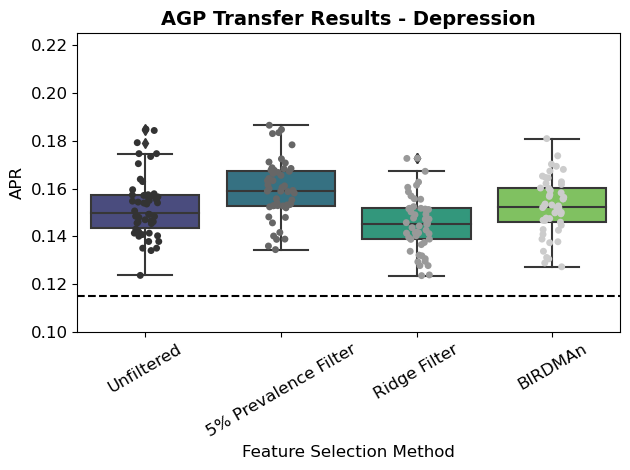 AGP Transfer Results - Depression
APR
0.22
0.20
0.18
0.16
0.14
0.12
0.10
Unfiltered
5% Prevalence Filter
Ridge Filter
BIRDMAn
Feature Selection Method